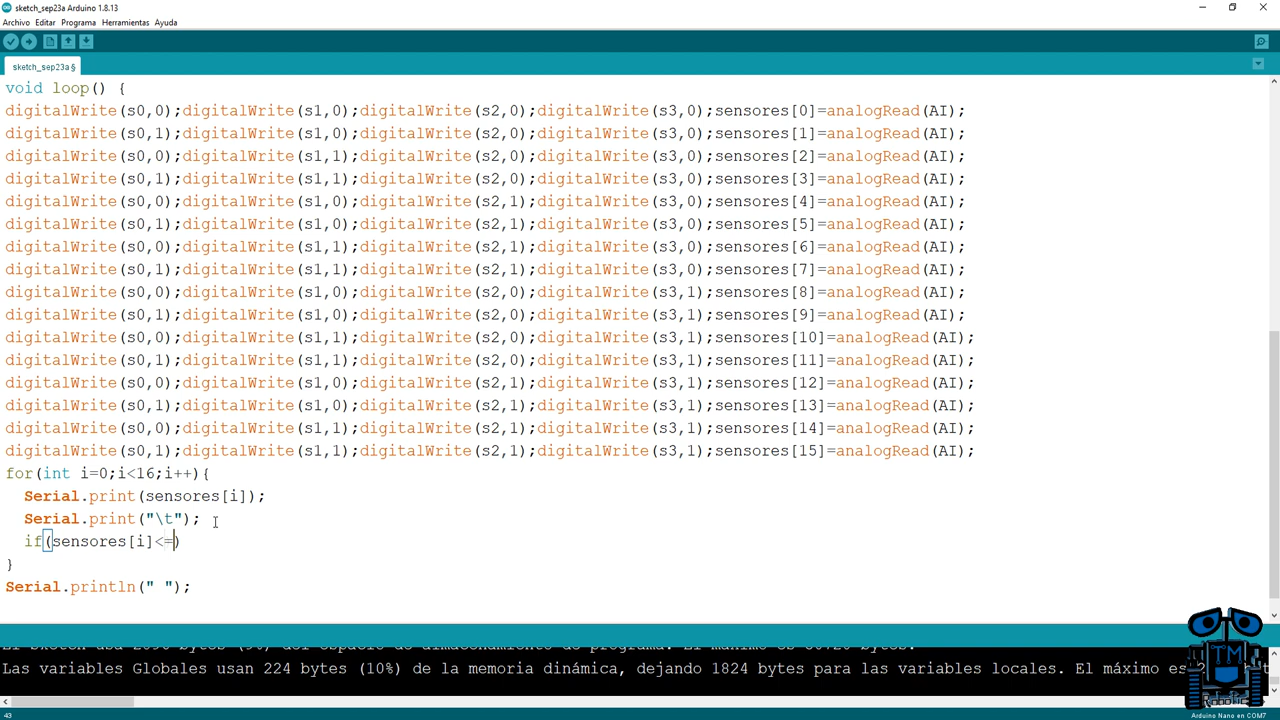 sketch_sep23a Arduino 1.8.13
Archivo Editar Programa Herramientas Ayuda
sketch_sep23a §
void loop() {
digitalWrite(s0,0);digitalWrite(s1,0);digitalWrite(s2,0);digitalWrite(s3,0);sensores[0]=analogRead(AI);
digitalWrite(s0,1);digitalWrite(s1,0);digitalWrite(s2,0);digitalWrite(s3,0);sensores[1]=analogRead(AI);
digitalWrite(s0,0);digitalWrite(s1,1);digitalWrite(s2,0);digitalWrite(s3,0);sensores[2]=analogRead(AI);
digitalWrite(s0,1);digitalWrite(s1,1);digitalWrite(s2,0);digitalWrite(s3,0);sensores[3]=analogRead(AI);
digitalWrite(s0,0);digitalWrite(s1,0);digitalWrite(s2,1);digitalWrite(s3,0);sensores[4]=analogRead(AI);
digitalWrite(s0,1);digitalWrite(s1,0);digitalWrite(s2,1);digitalWrite(s3,0);sensores[5]=analogRead(AI);
digitalWrite(s0,0);digitalWrite(s1,1);digitalWrite(s2,1);digitalWrite(s3,0);sensores[6]=analogRead(AI);
digitalWrite(s0,1);digitalWrite(s1,1);digitalWrite(s2,1);digitalWrite(s3,0);sensores[7]=analogRead(AI);
digitalWrite(s0,0);digitalWrite(s1,0);digitalWrite(s2,0);digitalWrite(s3,1);sensores[8]=analogRead(AI);
digitalWrite(s0,1);digitalWrite(s1,0);digitalWrite(s2,0);digitalWrite(s3,1);sensores[9]=analogRead(AI);
digitalWrite(s0,0);digitalWrite(s1,1);digitalWrite(s2,0);digitalWrite(s3,1);sensores[10]=analogRead(AI);
digitalWrite(s0,1);digitalWrite(s1,1);digitalWrite(s2,0);digitalWrite(s3,1);sensores[11]=analogRead(AI);
digitalWrite(s0,0);digitalWrite(s1,0);digitalWrite(s2,1);digitalWrite(s3,1);sensores[12]=analogRead(AI);
digitalWrite(s0,1);digitalWrite(s1,0);digitalWrite(s2,1);digitalWrite(s3,1);sensores[13]=analogRead(AI);
digitalWrite(s0,0);digitalWrite(s1,1);digitalWrite(s2,1);digitalWrite(s3,1);sensores[14]=analogRead(AI);
digitalWrite(s0,1);digitalWrite(s1,1);digitalWrite(s2,1);digitalWrite(s3,1);sensores[15]=analogRead(AI);
for(int i=0;i<16;i++){
Serial.print(sensores[i]);
Serial.print("\t");
if(sensores[i]<=)
}
Serial.println(" ");
Las variables Globales usan 224 bytes (10%) de la memoria dinámica, dejando 1824 bytes para las variables locales. El máximo es
TM
Robotic
43
Arduino Nano en COM7